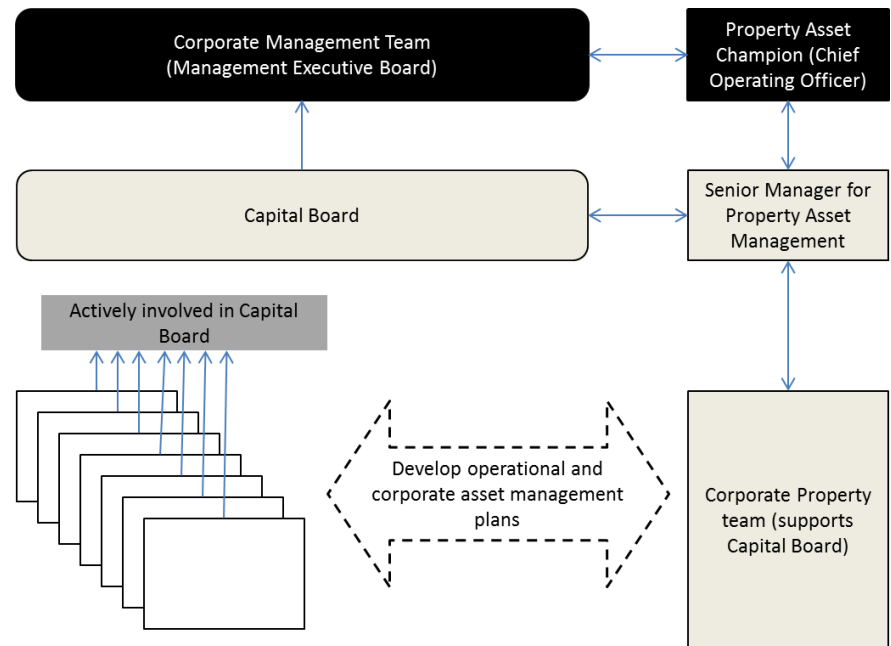 Corporate Management Team
(Management Executive Board)
Property Asset
Champion (Chief
Operating Officer)
Capital Board
Senior Manager for
Property Asset
Management
Actively involved in Capital
Board
Develop operational and
corporate asset management
plans
Corporate Property
team (supports
Capital Board)